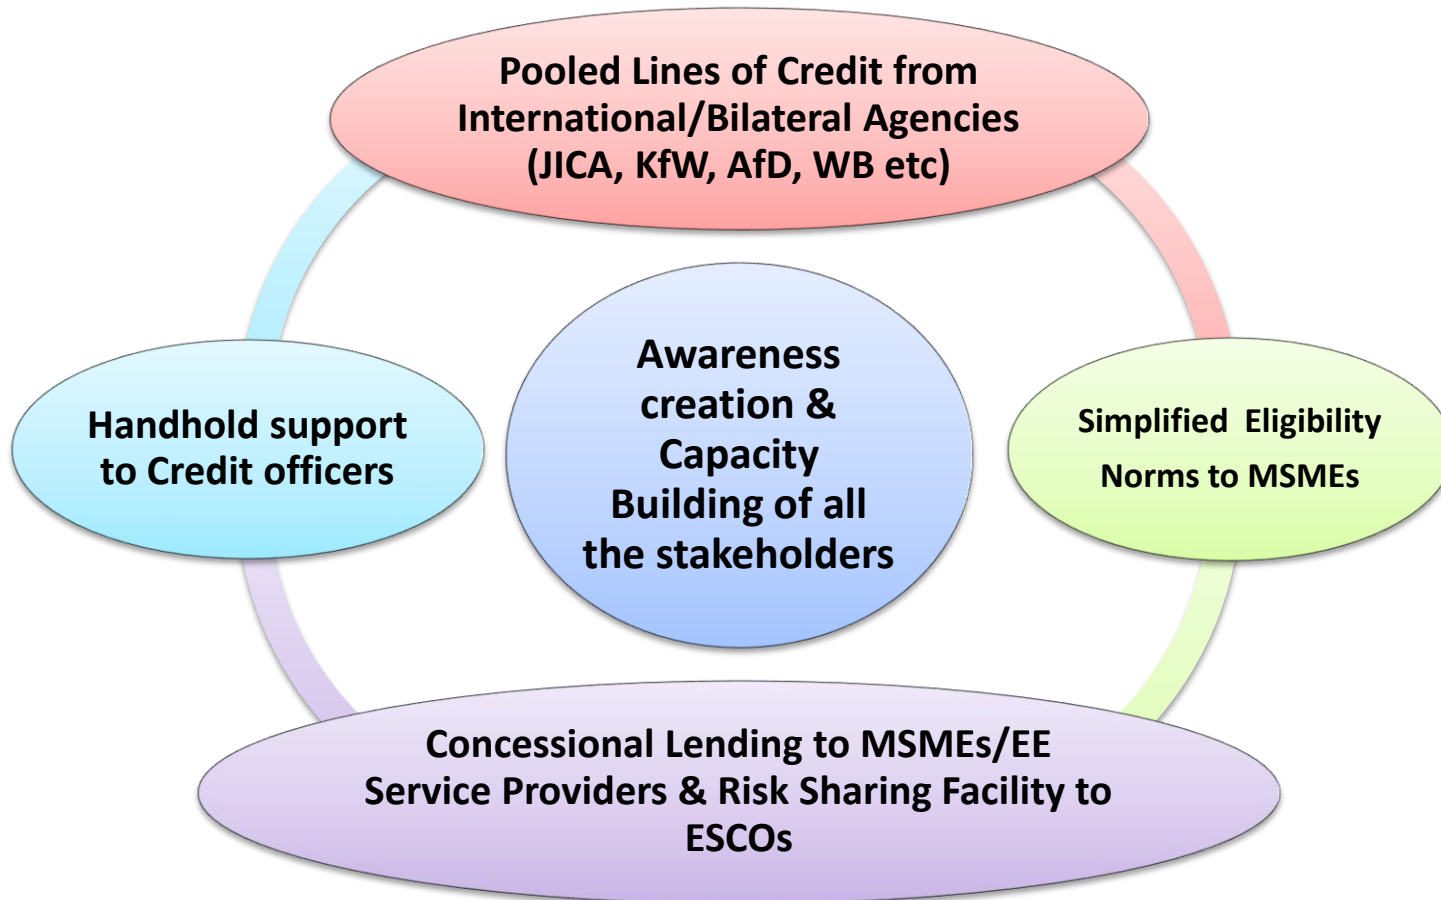 Pooled Lines of Credit from
International/Bilateral Agencies
(JICA, KfW, AfD, WB etc)
Handhold support
to Credit officers
Awareness
creation &
Capacity
Building of all
the stakeholders
Simplified  Eligibility
Norms to MSMEs
Concessional Lending to MSMEs/EE
Service Providers & Risk Sharing Facility to
ESCOs